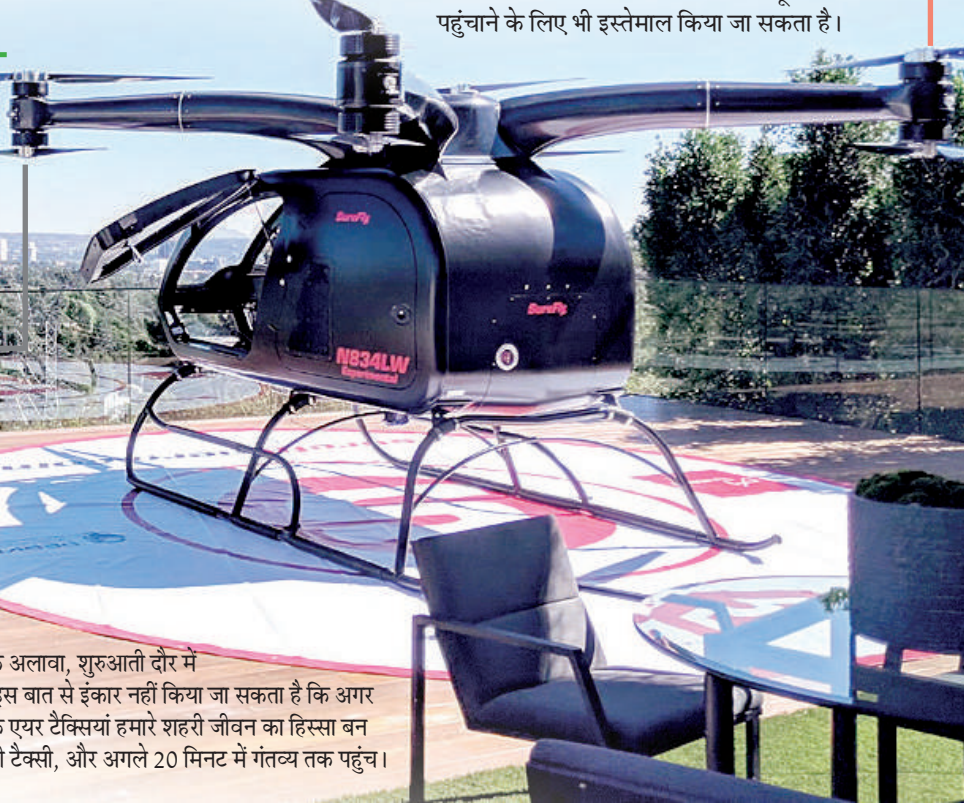 पहुंचाने के लिए भी इस्तेमाल किया जा सकता है।
SureFly
SureFly
N834LW
Experimental
अलावा, शुरुआती दौर में
इस बात से इंकार नहीं किया जा सकता है कि अगर
एयर टैक्सियां हमारे शहरी जीवन का हिस्सा बन
टैक्सी, और अगले 20 मिनट में गंतव्य तक पहुंच।